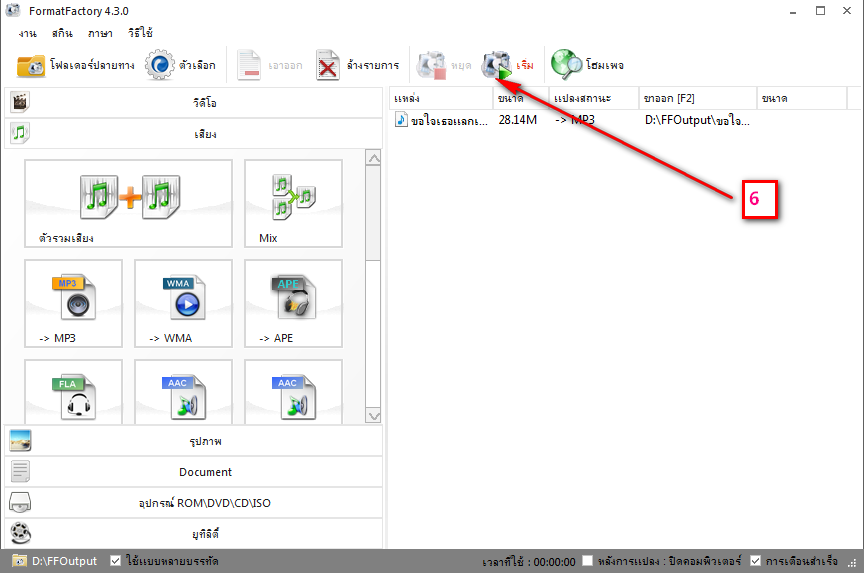 FormatFactory 4.3.0
งาน สกิน ภาษา วิธีใช้
โฟลเดอร์ปลายทาง ตัวเลือก เอาออก ล้างรายการ หยุด เริ่ม โฮมเพจ
วีดีโอ
เสียง
ตัวรวมเสียง
Mix
MP3
WMA
APE
-> MP3
-> WMA
-> APE
FLA
AAC
AAC
รูปภาพ
Document
อุปกรณ์ ROM\DVD\CD\ISO
ยูทิลิตี้
แหล่ง ขนาด แปลงสถานะ ขาออก [F2] ขนาด
ขอใจเธอแลกเ... 28.14M -> MP3 D:\FFOutput\ขอใจ...
6
D:\FFOutput ใช้แบบหลายบรรทัด เวลาที่ใช้ : 00:00:00 หลังการแปลง : ปิดคอมพิวเตอร์ การเตือนสำเร็จ